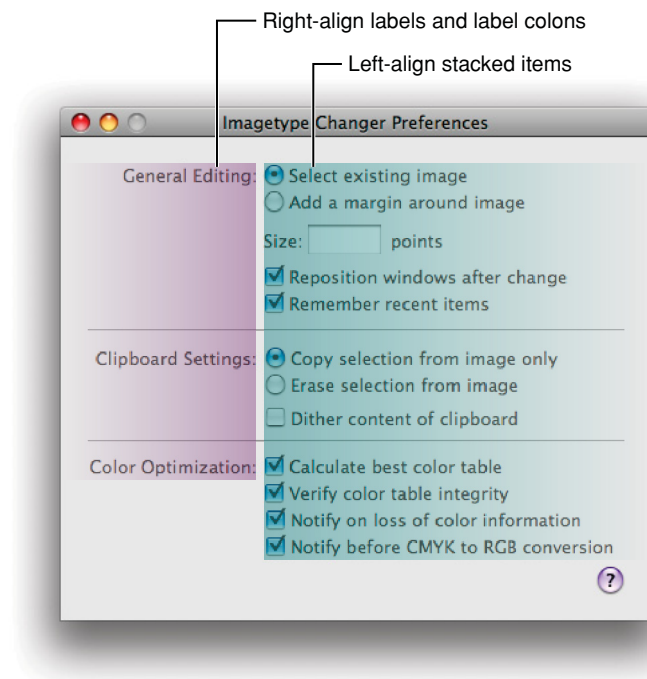 Right-align labels and label colons
Left-align stacked items
Imagetype Changer Preferences
General Editing: Select existing image
Add a margin around image
Size: points
Reposition windows after change
Remember recent items
Clipboard Settings: Copy selection from image only
Erase selection from image
Dither content of clipboard
Color Optimization: Calculate best color table
Verify color table integrity
Notify on loss of color information
Notify before CMYK to RGB conversion
?